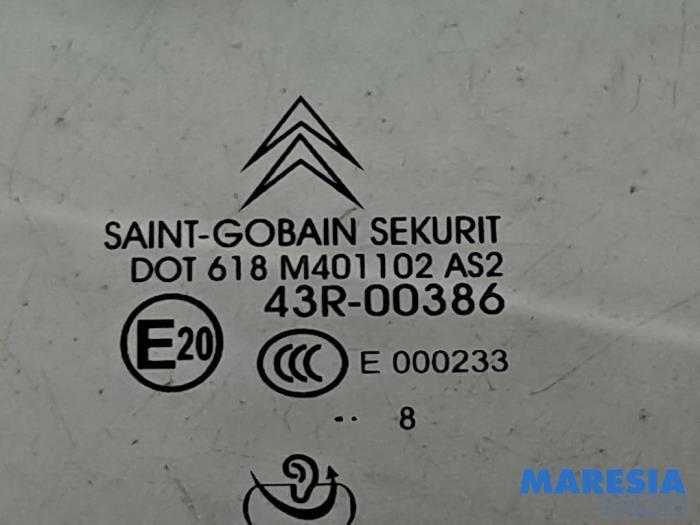 SAINT-GOBAIN SEKURIT
DOT 618 M401102 AS2
43R-00386
E20 CCC E 000233
.. 8
MARESIA